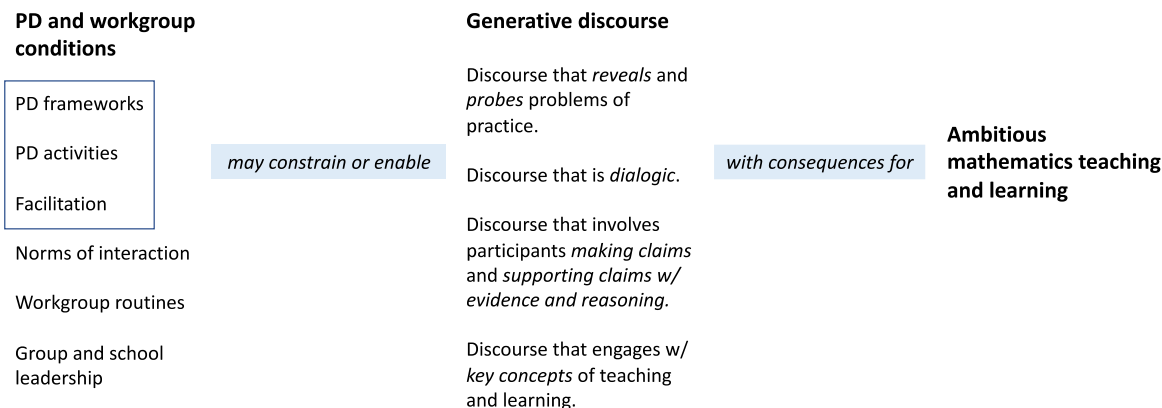 PD and workgroup
conditions
PD frameworks
PD activities
Facilitation
Norms of interaction
Workgroup routines
Group and school
leadership
may constrain or enable
Generative discourse
Discourse that reveals and
probes problems of
practice.
Discourse that is dialogic.
Discourse that involves
participants making claims
and supporting claims w/
evidence and reasoning.
Discourse that engages w/
key concepts of teaching
and learning.
with consequences for
Ambitious
mathematics teaching
and learning